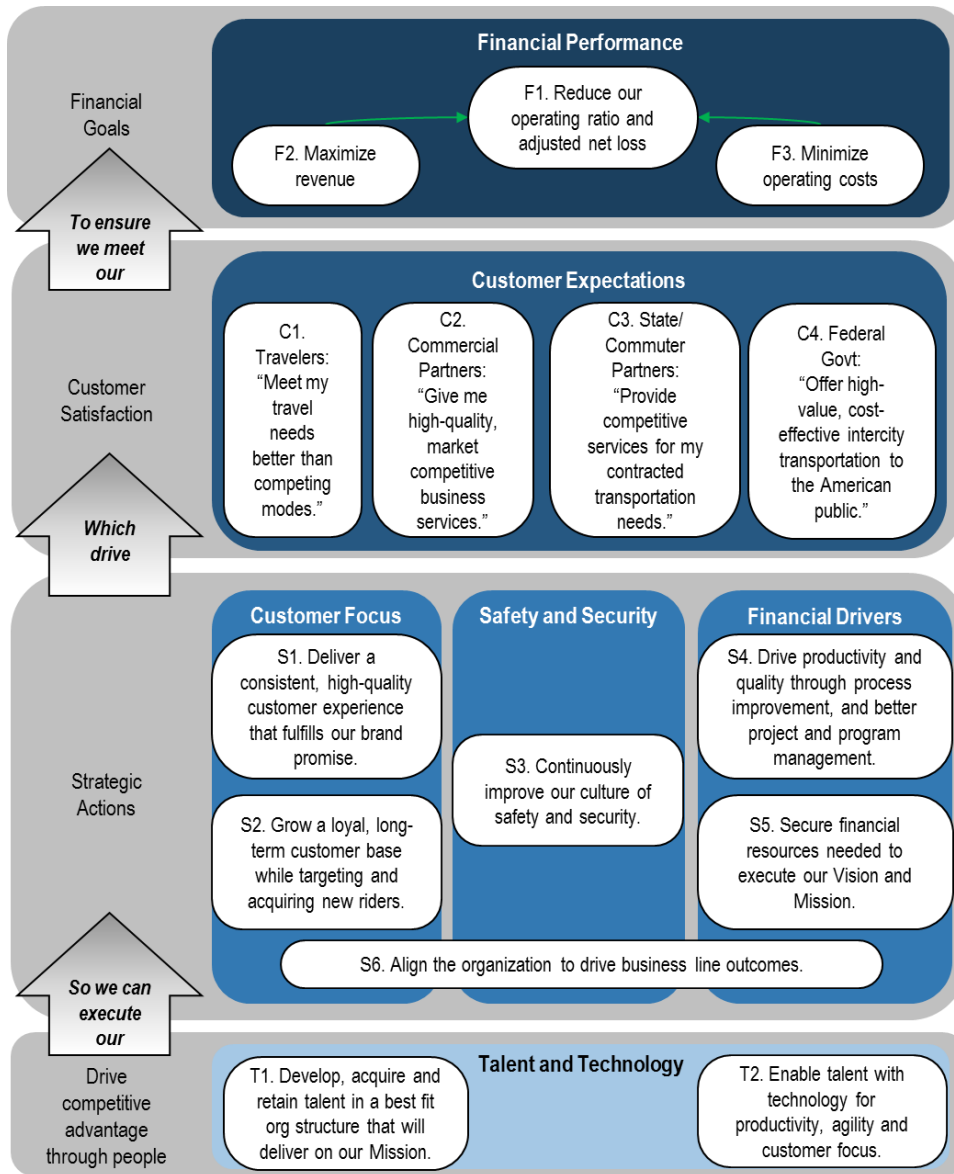 Financial Performance
Financial
Goals
F1. Reduce our
operating ratio and
adjusted net loss
F2. Maximize
revenue
F3. Minimize
operating costs
To ensure
we meet
our
Customer Expectations
Customer
Satisfaction
C1.
Travelers:
“Meet my
travel
needs
better than
competing
modes.”
C2.
Commercial
Partners:
“Give me
high-quality,
market
competitive
business
services.”
C3. State/
Commuter
Partners:
“Provide
competitive
services for my
contracted
transportation
needs.”
C4. Federal
Govt:
“Offer high-
value, cost-
effective intercity
transportation to
the American
public.”
Which
drive
Strategic
Actions
Customer Focus
S1. Deliver a
consistent, high-quality
customer experience
that fulfills our brand
promise.
S2. Grow a loyal, long-
term customer base
while targeting and
acquiring new riders.
Safety and Security
S3. Continuously
improve our culture of
safety and security.
Financial Drivers
S4. Drive productivity and
quality through process
improvement, and better
project and program
management.
S5. Secure financial
resources needed to
execute our Vision and
Mission.
S6. Align the organization to drive business line outcomes.
So we can
execute
our
Drive
competitive
advantage
through people
Talent and Technology
T1. Develop, acquire and
retain talent in a best fit
org structure that will
deliver on our Mission.
T2. Enable talent with
technology for
productivity, agility and
customer focus.